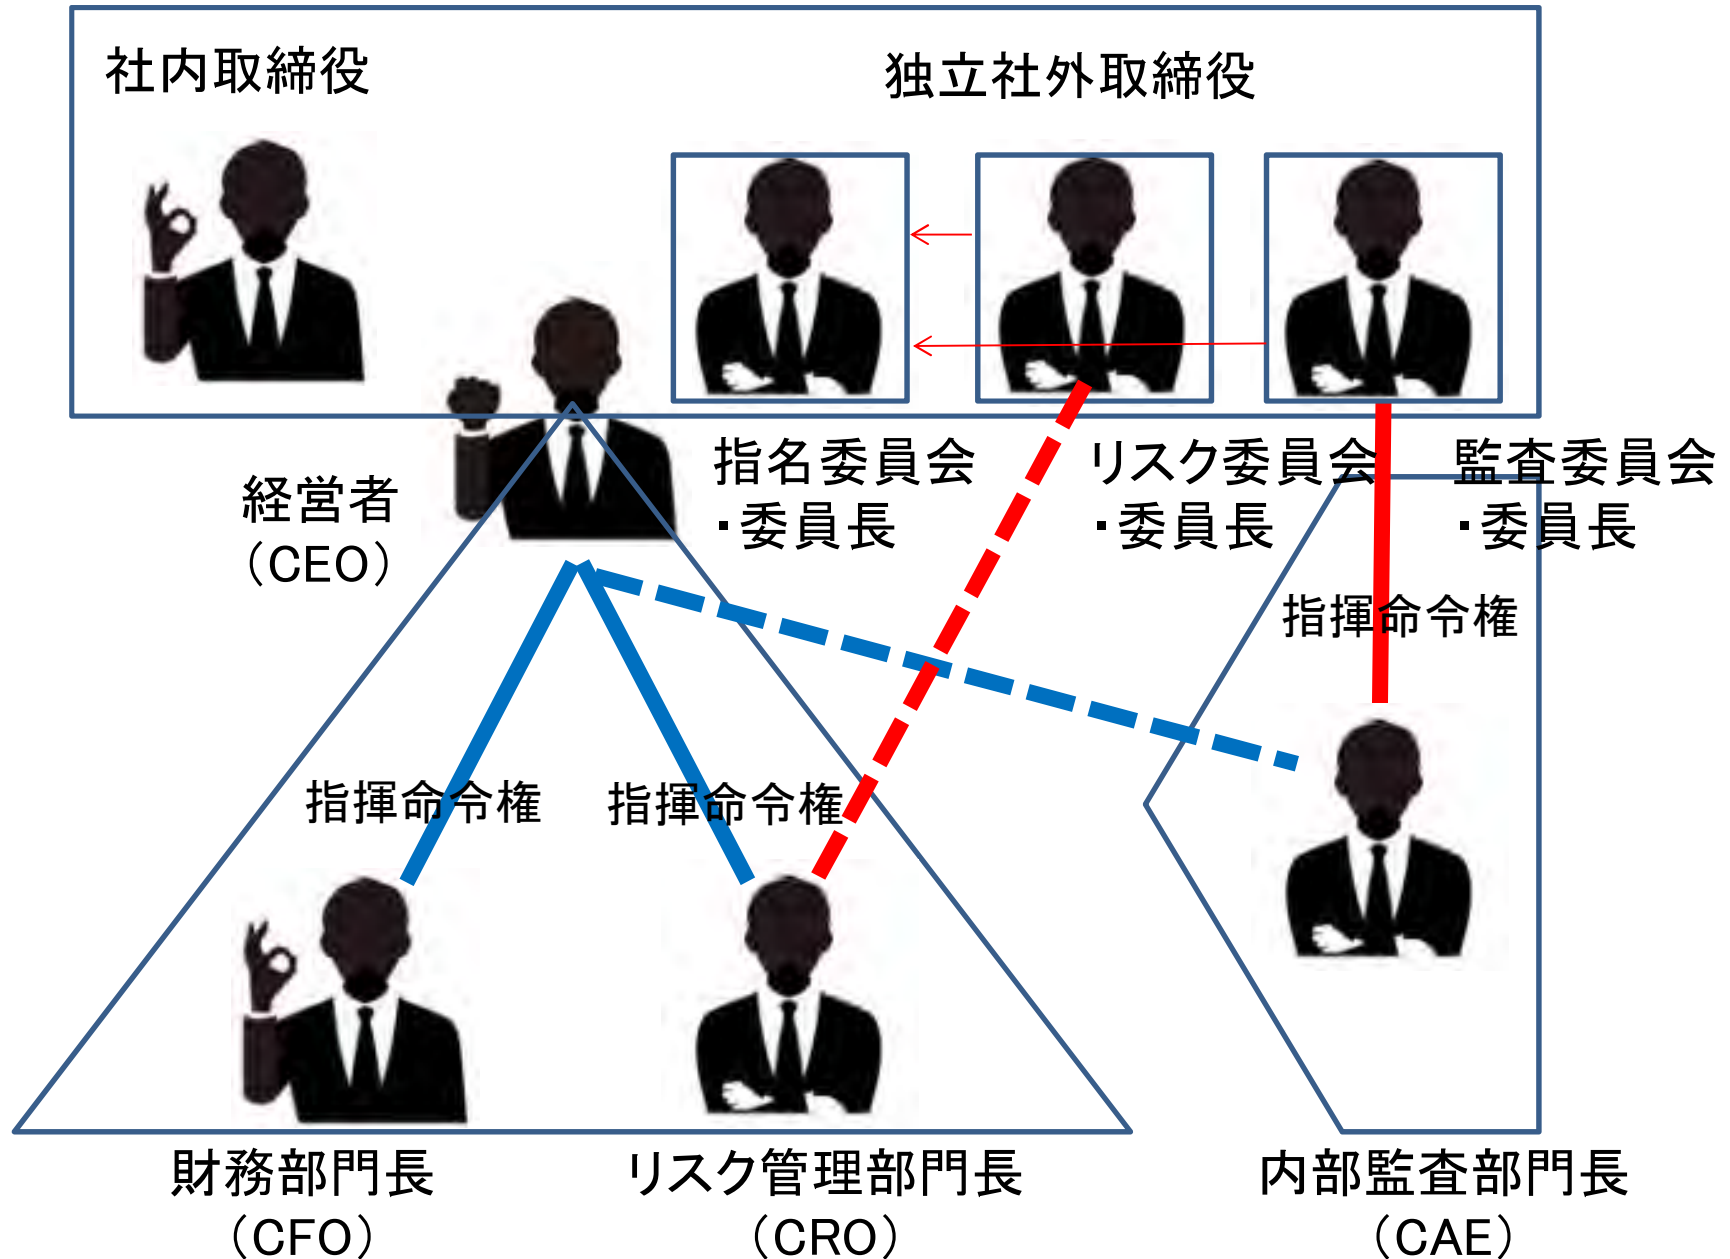 社内取締役
独立社外取締役
経営者
（CEO）
指名委員会
・委員長
リスク委員会
・委員長
監査委員会
・委員長
指揮命令権
指揮命令権
指揮命令権
財務部門長
（CFO）
リスク管理部門長
（CRO）
内部監査部門長
（CAE）